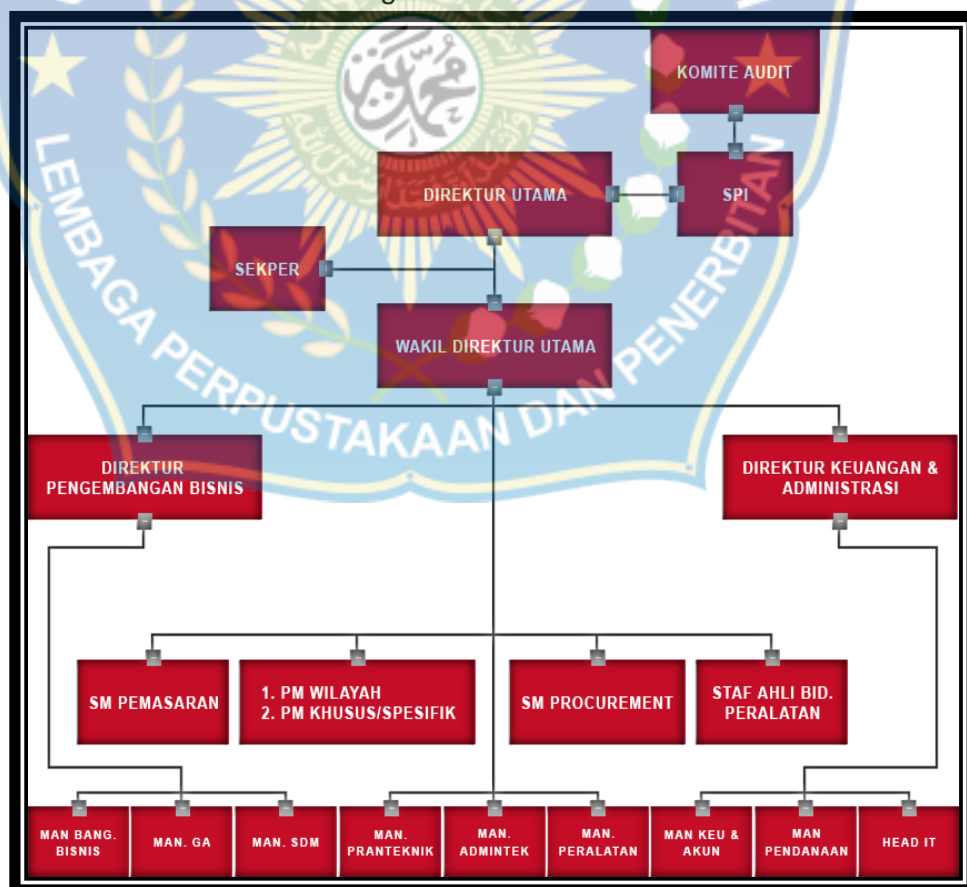 KOMITE AUDIT
DIREKTUR UTAMA
SPI
SEKPER
WAKIL DIREKTUR UTAMA
DIREKTUR
PENGEMBANGAN BISNIS
DIREKTUR KEUANGAN &
ADMINISTRASI
SM PEMASARAN
1. PM WILAYAH
2. PM KHUSUS/SPESIFIK
SM PROCUREMENT
STAF AHLI BID.
PERALATAN
MAN BANG.
BISNIS
MAN. GA
MAN. SDM
MAN.
PRANTEKNIK
MAN.
ADMINTEK
MAN.
PERALATAN
MAN KEU &
AKUN
MAN
PENDANAAN
HEAD IT
LEMBAGA PERPUSTAKAAN DAN PENERBITAN
محمدية